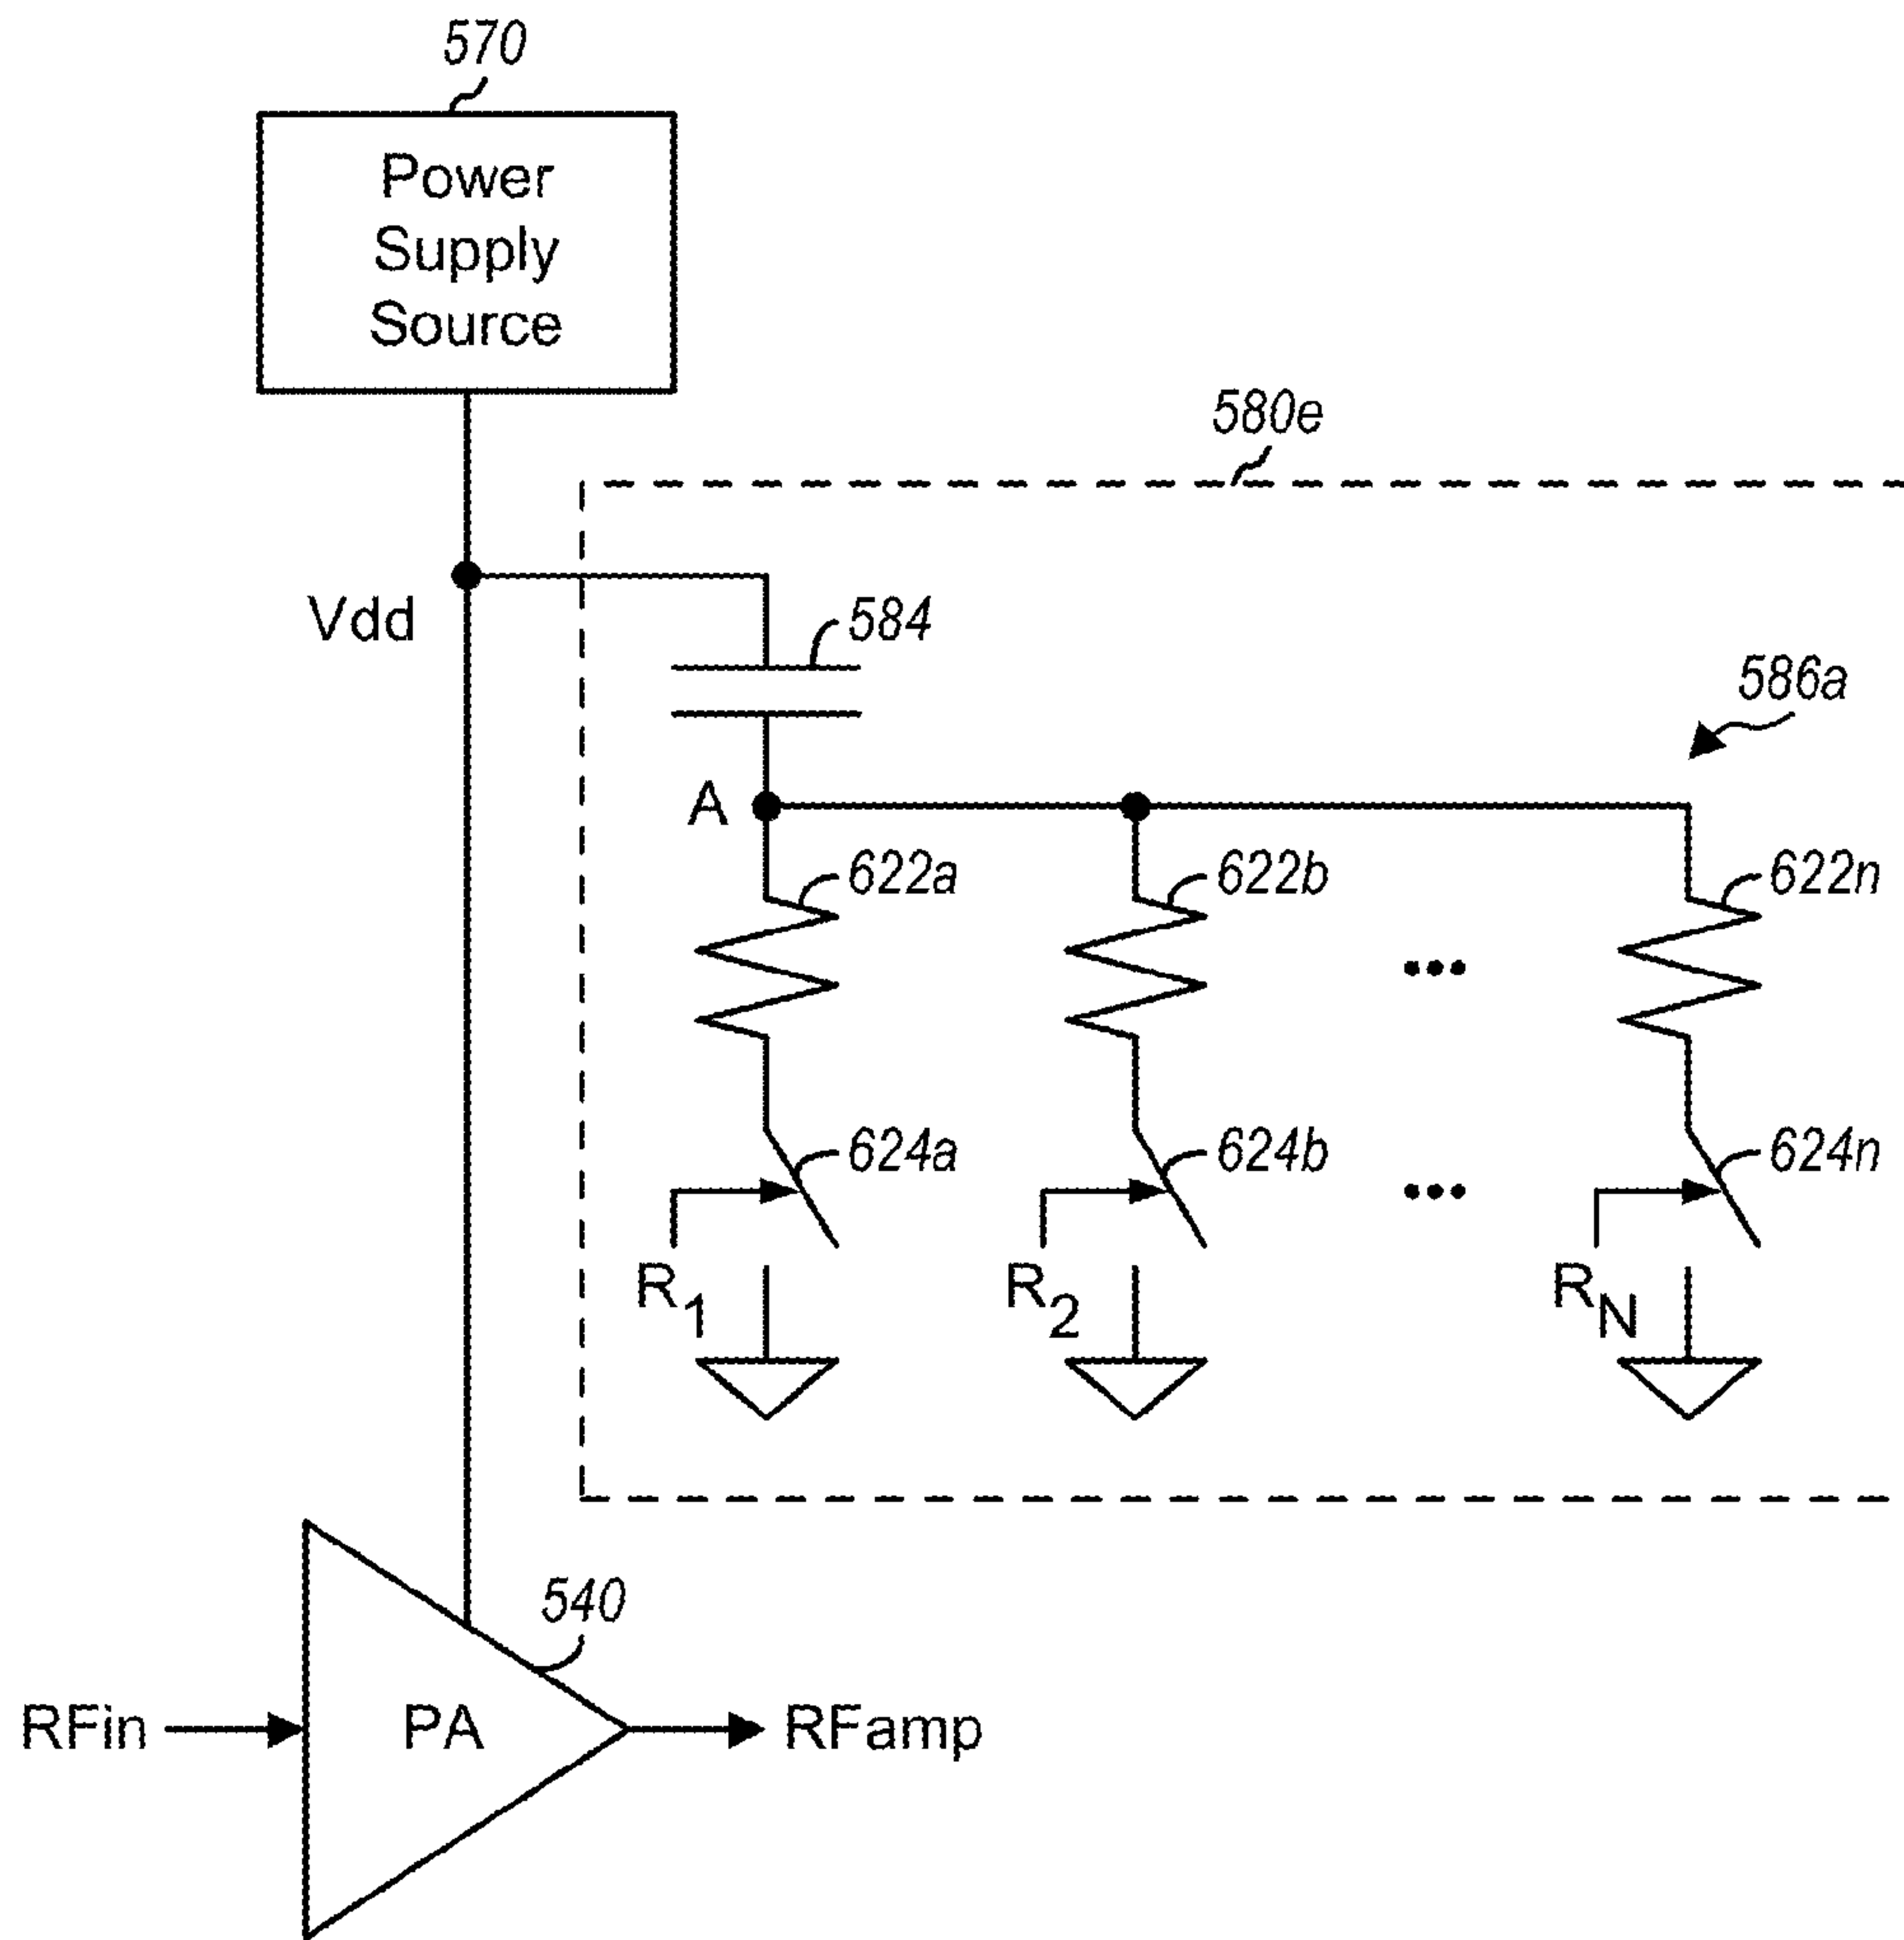 570
Power
Supply
Source
580e
Vdd
584
586a
A
622a
622b
622n
...
624a
624b
624n
...
R1
R2
RN
540
RFin
PA
RFamp